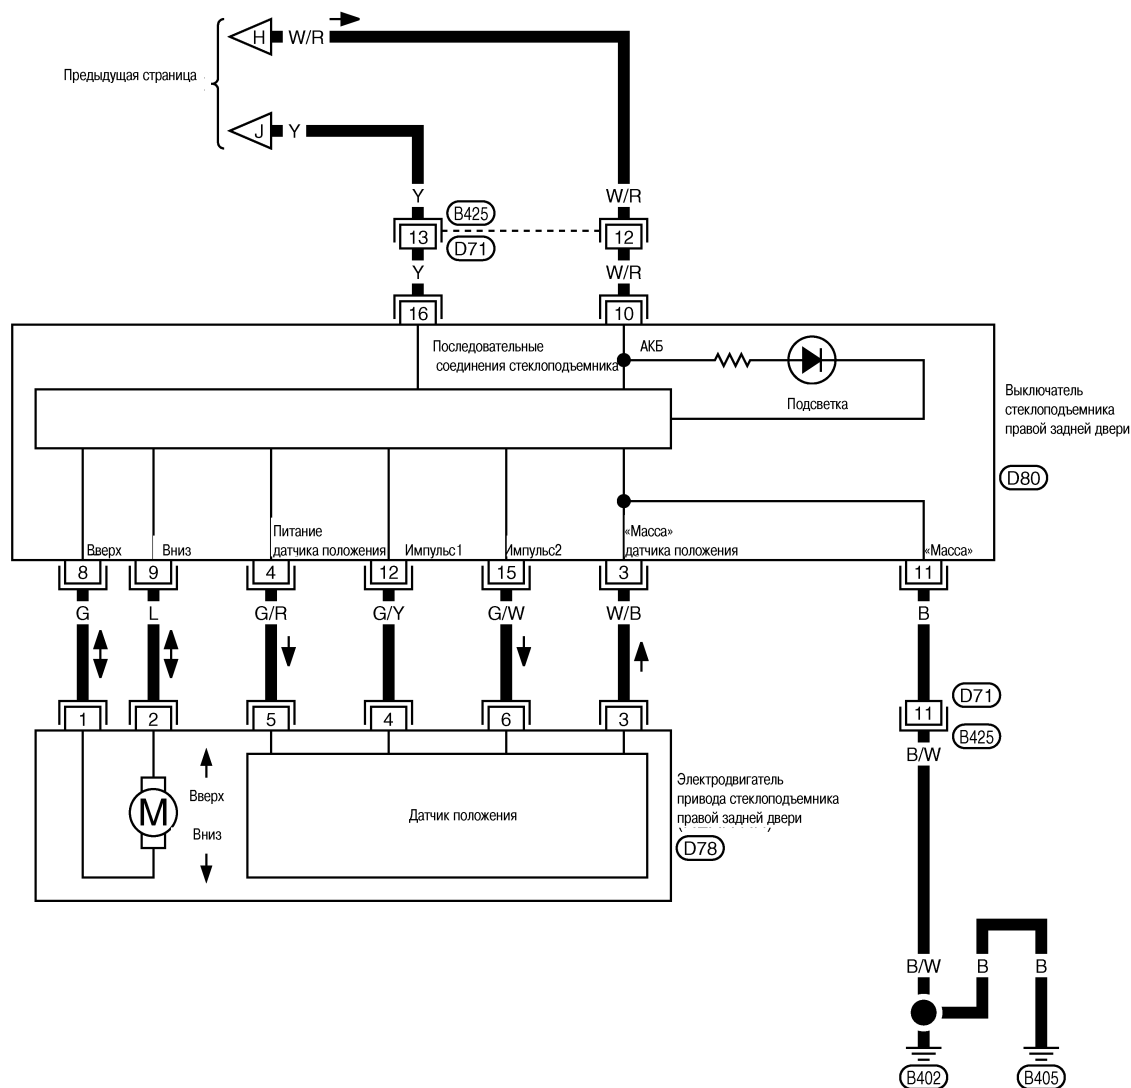 H W/R
Предыдущая страница
J Y
Y W/R
B425
13 12
D71
Y W/R
16 10
Последовательные
соединения стеклоподъемника
АКБ
Подсветка
Выключатель
стеклоподъемника
правой задней двери
D80
Вверх
Вниз
Питание
датчика положения
Импульс1
Импульс2
«Масса»
датчика положения
«Масса»
8 9 4 12 15 3 11
G L G/R G/Y G/W W/B B
D71
1 2 5 4 6 3 11
B425
B/W
Вверх
M
Вниз
Датчик положения
Электродвигатель
привода стеклоподъемника
правой задней двери
D78
B/W B B
B402 B405